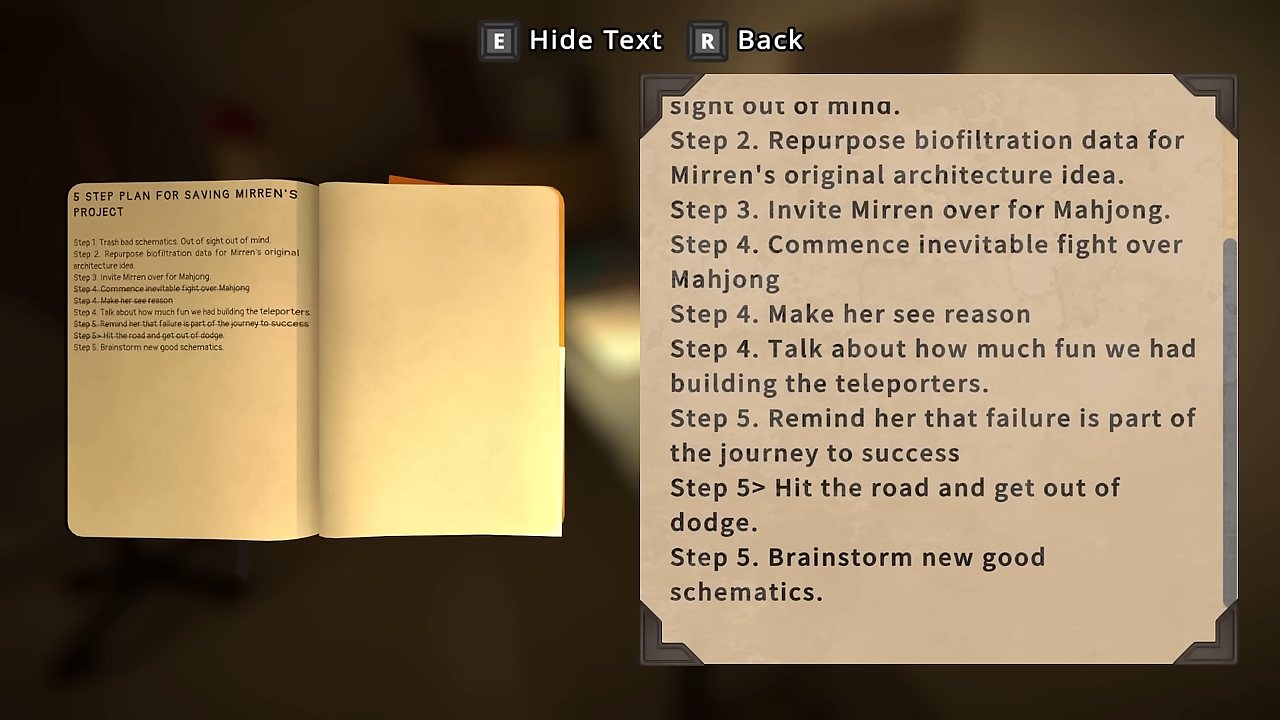 E Hide Text R Back
5 STEP PLAN FOR SAVING MIRREN'S
PROJECT
Step 1. Trash bad schematics. Out of sight out of mind.
Step 2. Repurpose biofiltration data for Mirren's original
architecture idea.
Step 3. Invite Mirren over for Mahjong.
Step 4. Commence inevitable fight over Mahjong
Step 4. Make her see reason
Step 4. Talk about how much fun we had building the teleporters.
Step 5. Remind her that failure is part of the journey to success
Step 5> Hit the road and get out of dodge.
Step 5. Brainstorm new good schematics.
sight out of mind.
Step 2. Repurpose biofiltration data for
Mirren's original architecture idea.
Step 3. Invite Mirren over for Mahjong.
Step 4. Commence inevitable fight over
Mahjong
Step 4. Make her see reason
Step 4. Talk about how much fun we had
building the teleporters.
Step 5. Remind her that failure is part of
the journey to success
Step 5> Hit the road and get out of
dodge.
Step 5. Brainstorm new good
schematics.